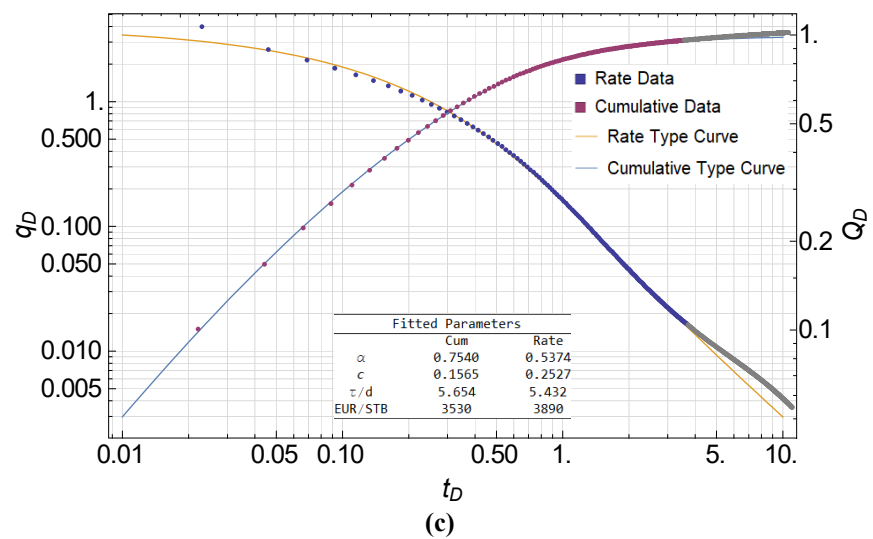 1.
0.500
0.100
0.050
0.010
0.005
q_D
1
0.5
0.2
0.1
Q_D
Rate Data
Cumulative Data
Rate Type Curve
Cumulative Type Curve
Fitted Parameters
Cum Rate
α 0.7540 0.5374
c 0.1565 0.2527
τ/d 5.654 5.432
EUR/STB 3530 3890
0.01 0.05 0.10 0.50 1. 5. 10.
t_D
(c)